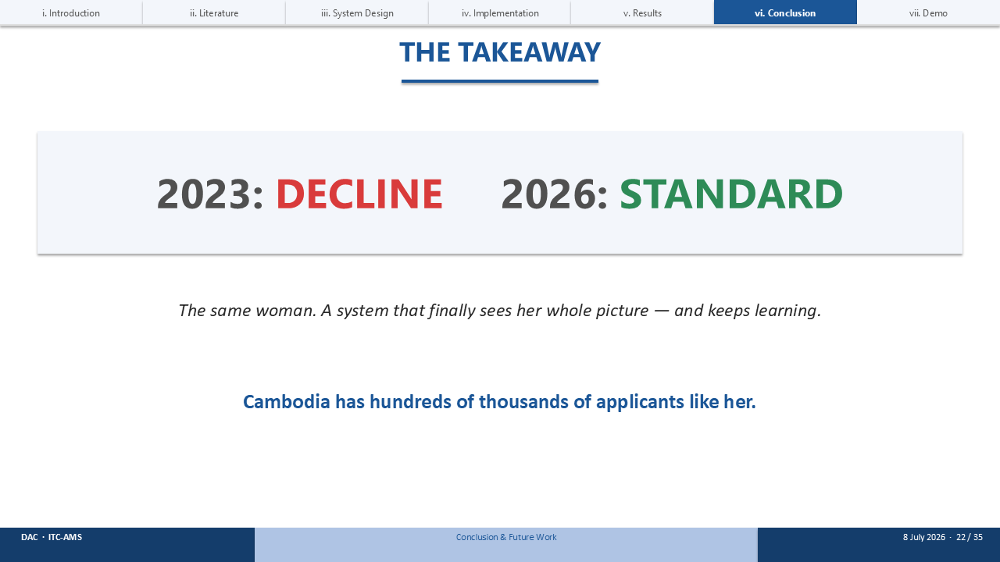 i. Introduction
ii. Literature
iii. System Design
iv. Implementation
v. Results
vi. Conclusion
vii. Demo
THE TAKEAWAY
2023: DECLINE 2026: STANDARD
The same woman. A system that finally sees her whole picture — and keeps learning.
Cambodia has hundreds of thousands of applicants like her.
DAC · ITC-AMS
Conclusion & Future Work
8 July 2026 · 22 / 35